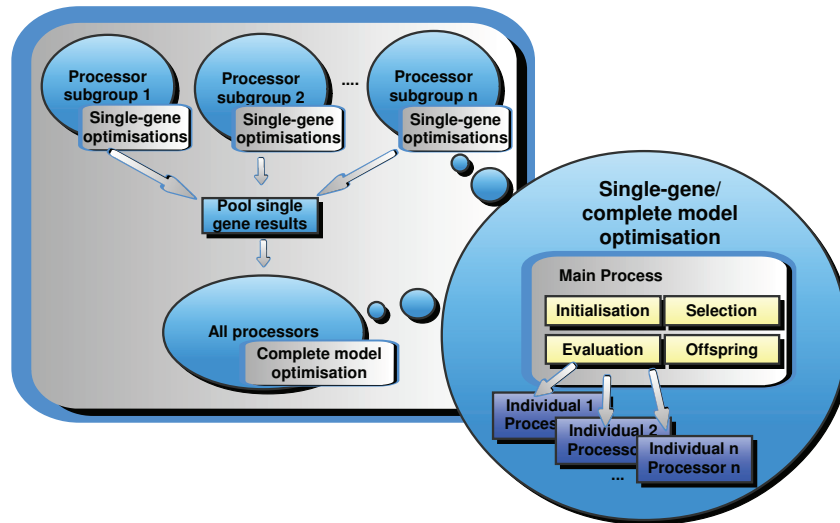 Processor
subgroup 1
Single-gene
optimisations
Processor
subgroup 2
Single-gene
optimisations
....
Processor
subgroup n
Single-gene
optimisations
Pool single
gene results
All processors
Complete model
optimisation
Single-gene/
complete model
optimisation
Main Process
Initialisation
Selection
Evaluation
Offspring
Individual 1
Individual 2
Individual n
Processor n
...